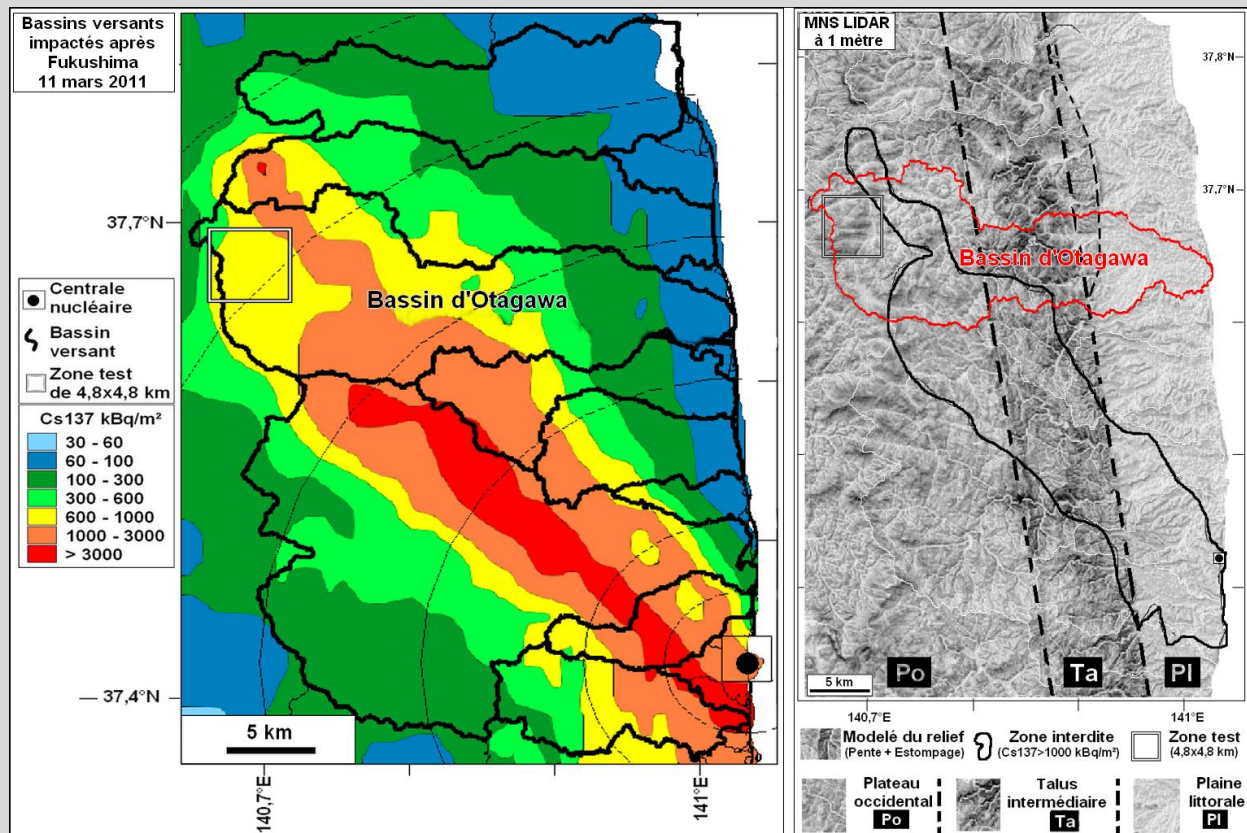 Bassins versants
impactés après
Fukushima
11 mars 2011
37,7°N
Centrale
nucléaire
Bassin
versant
Zone test
de 4,8x4,8 km
Cs137 kBq/m²
30 - 60
60 - 100
100 - 300
300 - 600
600 - 1000
1000 - 3000
> 3000
37,4°N
Bassin d'Otagawa
5 km
140,7°E
141°E
MNS LIDAR
à 1 mètre
37,8°N
37,7°N
Bassin d'Otagawa
Po
Ta
Pl
5 km
140,7°E
141°E
Modelé du relief
(Pente + Estompage)
Zone interdite
(Cs137>1000 kBq/m²)
Zone test
(4,8x4,8 km)
Plateau
occidental
Po
Talus
intermédiaire
Ta
Plaine
littorale
Pl